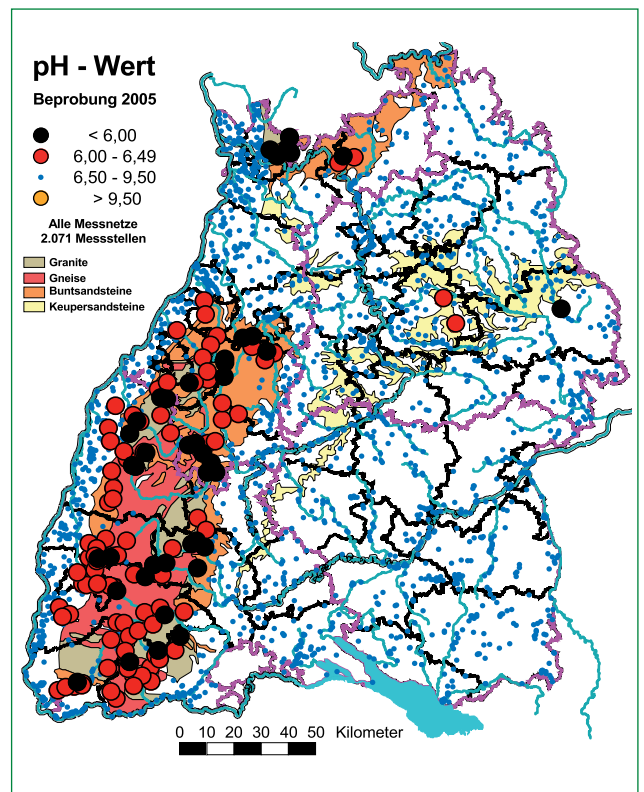 pH - Wert
Beprobung 2005
< 6,00
6,00 - 6,49
6,50 - 9,50
> 9,50
Alle Messnetze
2.071 Messstellen
Granite
Gneise
Buntsandsteine
Keupersandsteine
0 10 20 30 40 50 Kilometer